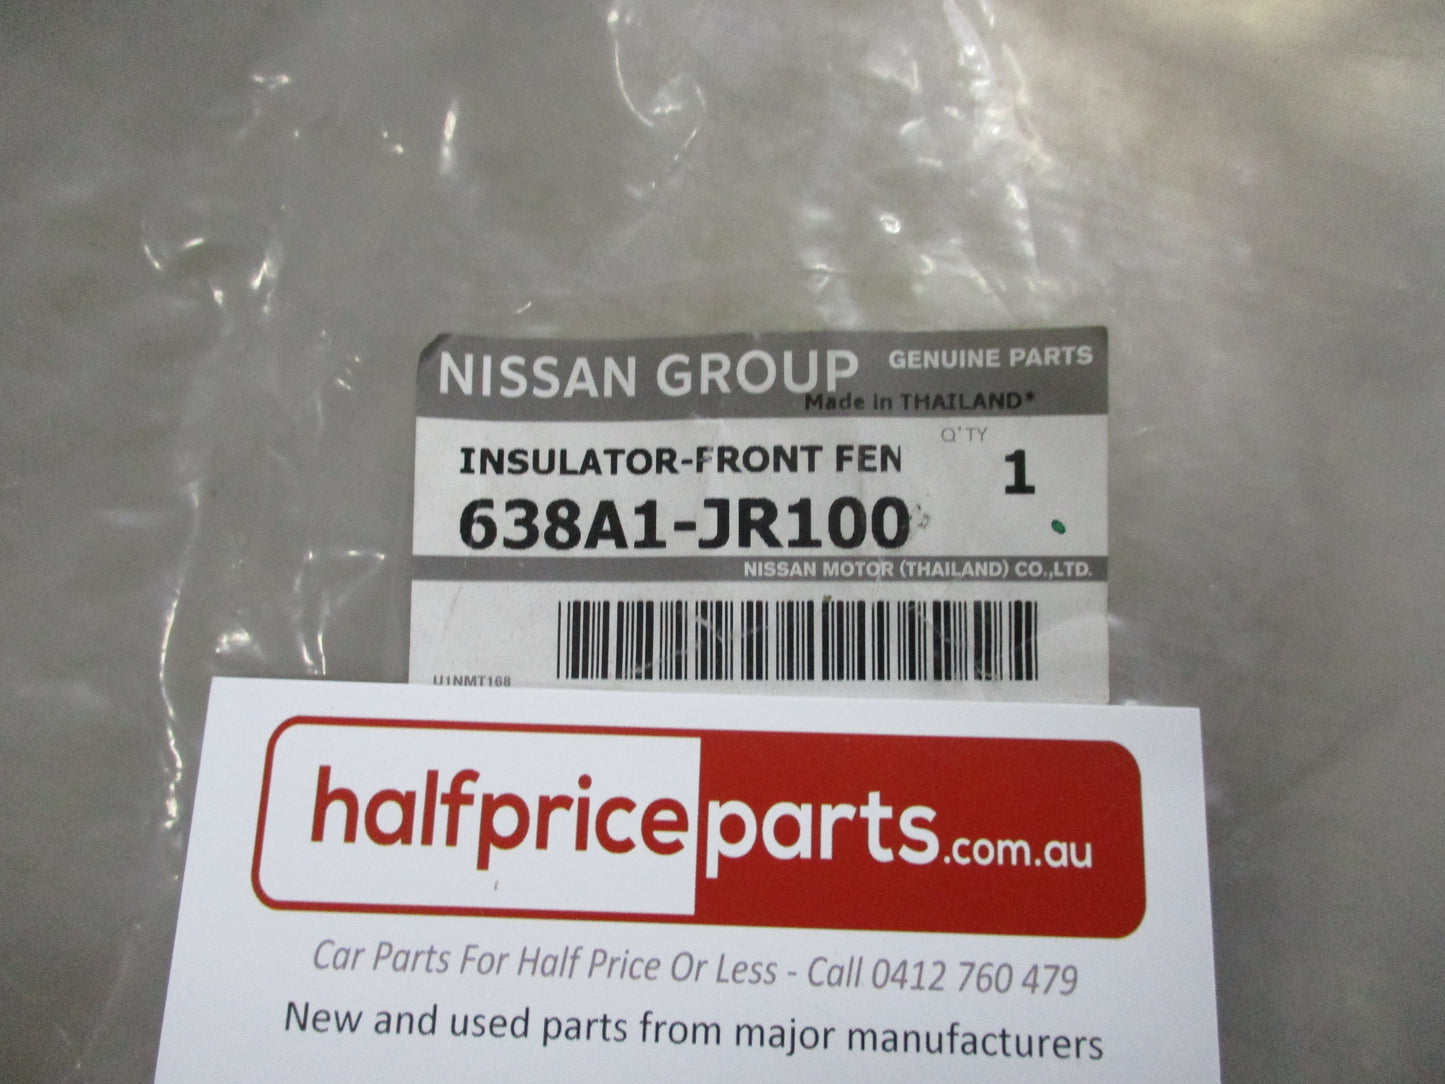 NISSAN GROUP GENUINE PARTS
Made in THAILAND*
Q'TY
INSULATOR-FRONT FEN
1
638A1-JR100
NISSAN MOTOR (THAILAND) CO.,LTD.
U1NMT168
halfpriceparts.com.au
Car Parts For Half Price Or Less - Call 0412 760 479
New and used parts from major manufacturers